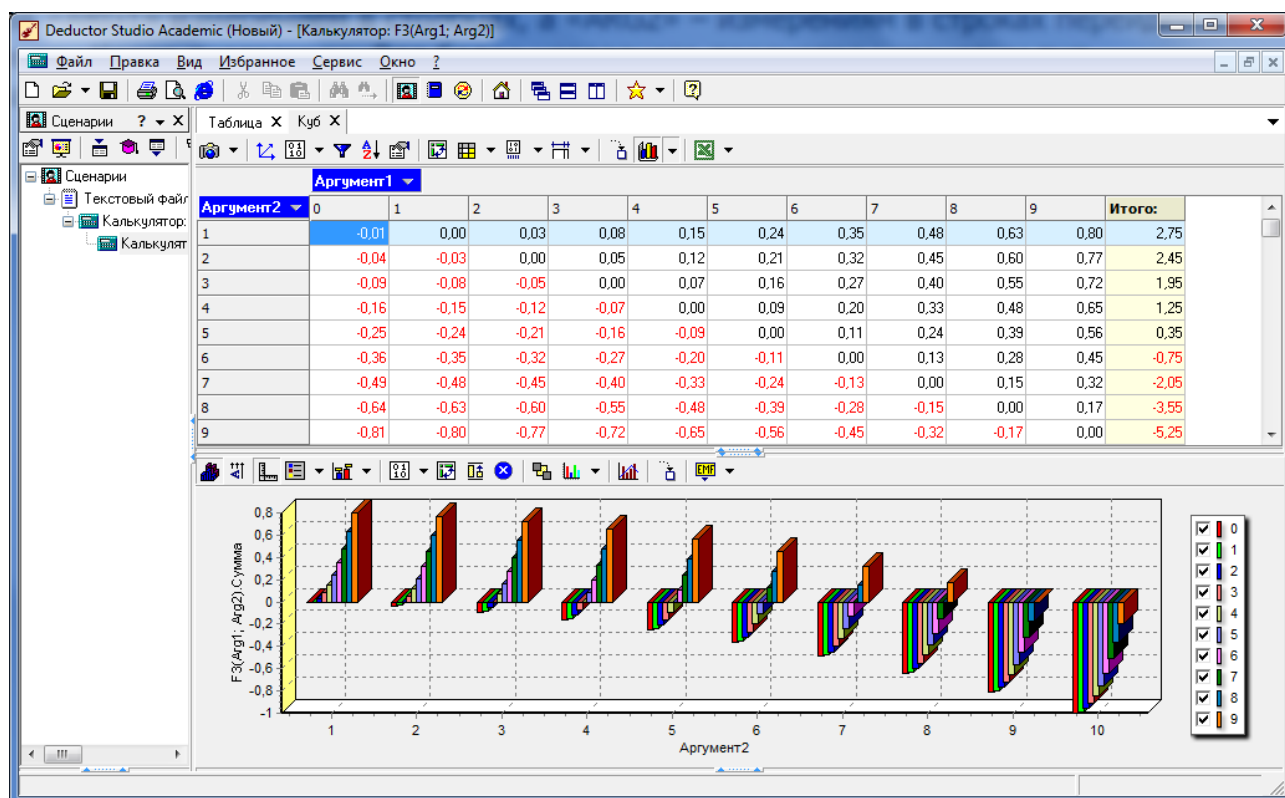 Deductor Studio Academic (Новый) - [Калькулятор: F3(Arg1; Arg2)]
Файл Правка Вид Избранное Сервис Окно ?
Сценарии ?
Таблица X Куб X
Сценарии
Текстовый файл
Калькулятор:
Калькулят
Аргумент1
Аргумент2 0 1 2 3 4 5 6 7 8 9 Итого:
1 -0,01 0,00 0,03 0,08 0,15 0,24 0,35 0,48 0,63 0,80 2,75
2 -0,04 -0,03 0,00 0,05 0,12 0,21 0,32 0,45 0,60 0,77 2,45
3 -0,09 -0,08 -0,05 0,00 0,07 0,16 0,27 0,40 0,55 0,72 1,95
4 -0,16 -0,15 -0,12 -0,07 0,00 0,09 0,20 0,33 0,48 0,65 1,25
5 -0,25 -0,24 -0,21 -0,16 -0,09 0,00 0,11 0,24 0,39 0,56 0,35
6 -0,36 -0,35 -0,32 -0,27 -0,20 -0,11 0,00 0,13 0,28 0,45 -0,75
7 -0,49 -0,48 -0,45 -0,40 -0,33 -0,24 -0,13 0,00 0,15 0,32 -2,05
8 -0,64 -0,63 -0,60 -0,55 -0,48 -0,39 -0,28 -0,15 0,00 0,17 -3,55
9 -0,81 -0,80 -0,77 -0,72 -0,65 -0,56 -0,45 -0,32 -0,17 0,00 -5,25
EMF
F3(Arg1; Arg2).Сумма
0,8
0,6
0,4
0,2
0
-0,2
-0,4
-0,6
-0,8
-1
1 2 3 4 5 6 7 8 9 10
Аргумент2
0
1
2
3
4
5
6
7
8
9